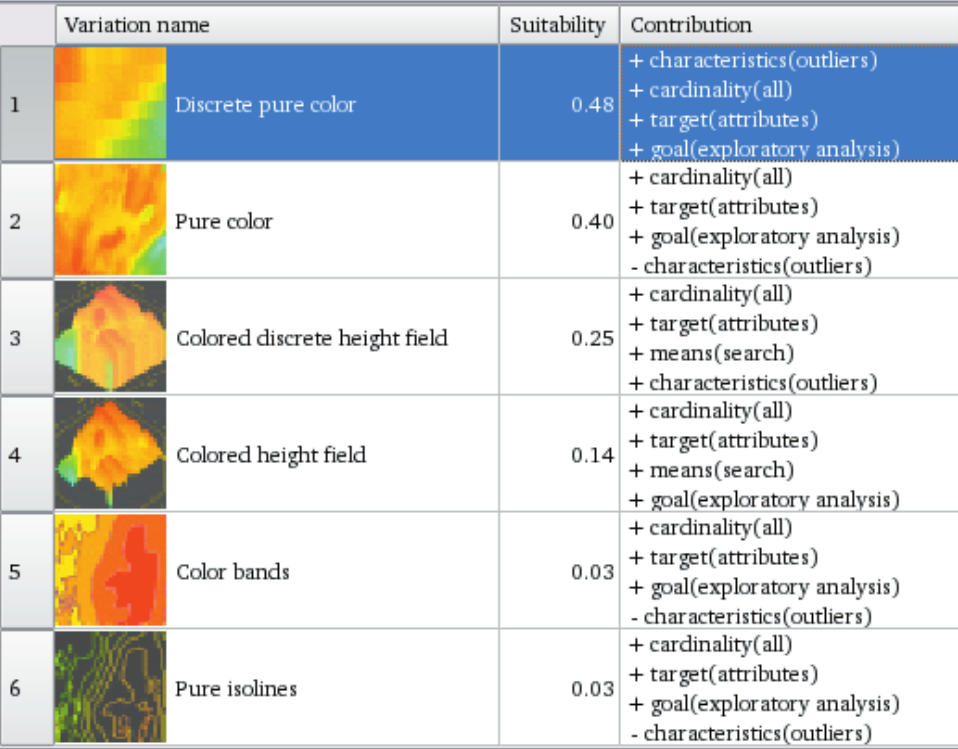 Variation name Suitability Contribution
1 Discrete pure color 0.48
+ characteristics(outliers)
+ cardinality(all)
+ target(attributes)
+ goal(exploratory analysis)
2 Pure color 0.40
+ cardinality(all)
+ target(attributes)
+ goal(exploratory analysis)
- characteristics(outliers)
3 Colored discrete height field 0.25
+ cardinality(all)
+ target(attributes)
+ means(search)
+ characteristics(outliers)
4 Colored height field 0.14
+ cardinality(all)
+ target(attributes)
+ means(search)
+ goal(exploratory analysis)
5 Color bands 0.03
+ cardinality(all)
+ target(attributes)
+ goal(exploratory analysis)
- characteristics(outliers)
6 Pure isolines 0.03
+ cardinality(all)
+ target(attributes)
+ goal(exploratory analysis)
- characteristics(outliers)